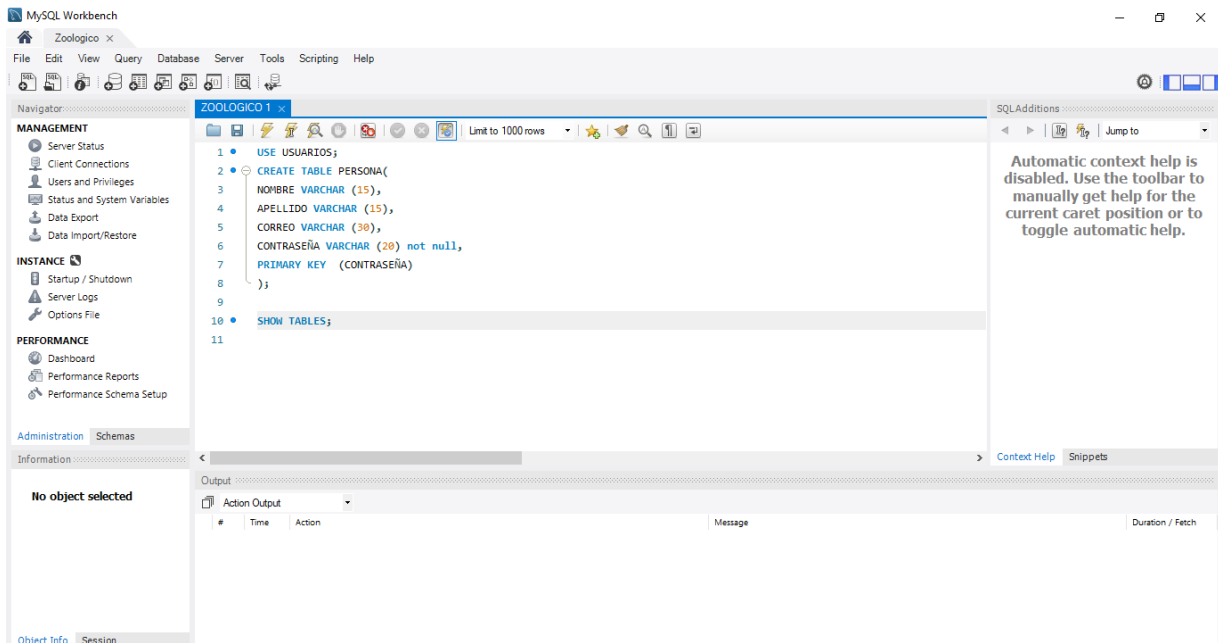 MySQL Workbench
Zoologico
File Edit View Query Database Server Tools Scripting Help
Navigator
MANAGEMENT
Server Status
Client Connections
Users and Privileges
Status and System Variables
Data Export
Data Import/Restore
INSTANCE
Startup / Shutdown
Server Logs
Options File
PERFORMANCE
Dashboard
Performance Reports
Performance Schema Setup
Administration Schemas
Information
No object selected
Object Info Session
ZOOLOGICO 1
Limit to 1000 rows
1 USE USUARIOS;
2 CREATE TABLE PERSONA(
3 NOMBRE VARCHAR (15),
4 APELLIDO VARCHAR (15),
5 CORREO VARCHAR (30),
6 CONTRASEÑA VARCHAR (20) not null,
7 PRIMARY KEY (CONTRASEÑA)
8 );
9
10 SHOW TABLES;
11
Output
Action Output
# Time Action Message Duration / Fetch
SQLAdditions
Jump to
Automatic context help is
disabled. Use the toolbar to
manually get help for the
current caret position or to
toggle automatic help.
Context Help Snippets